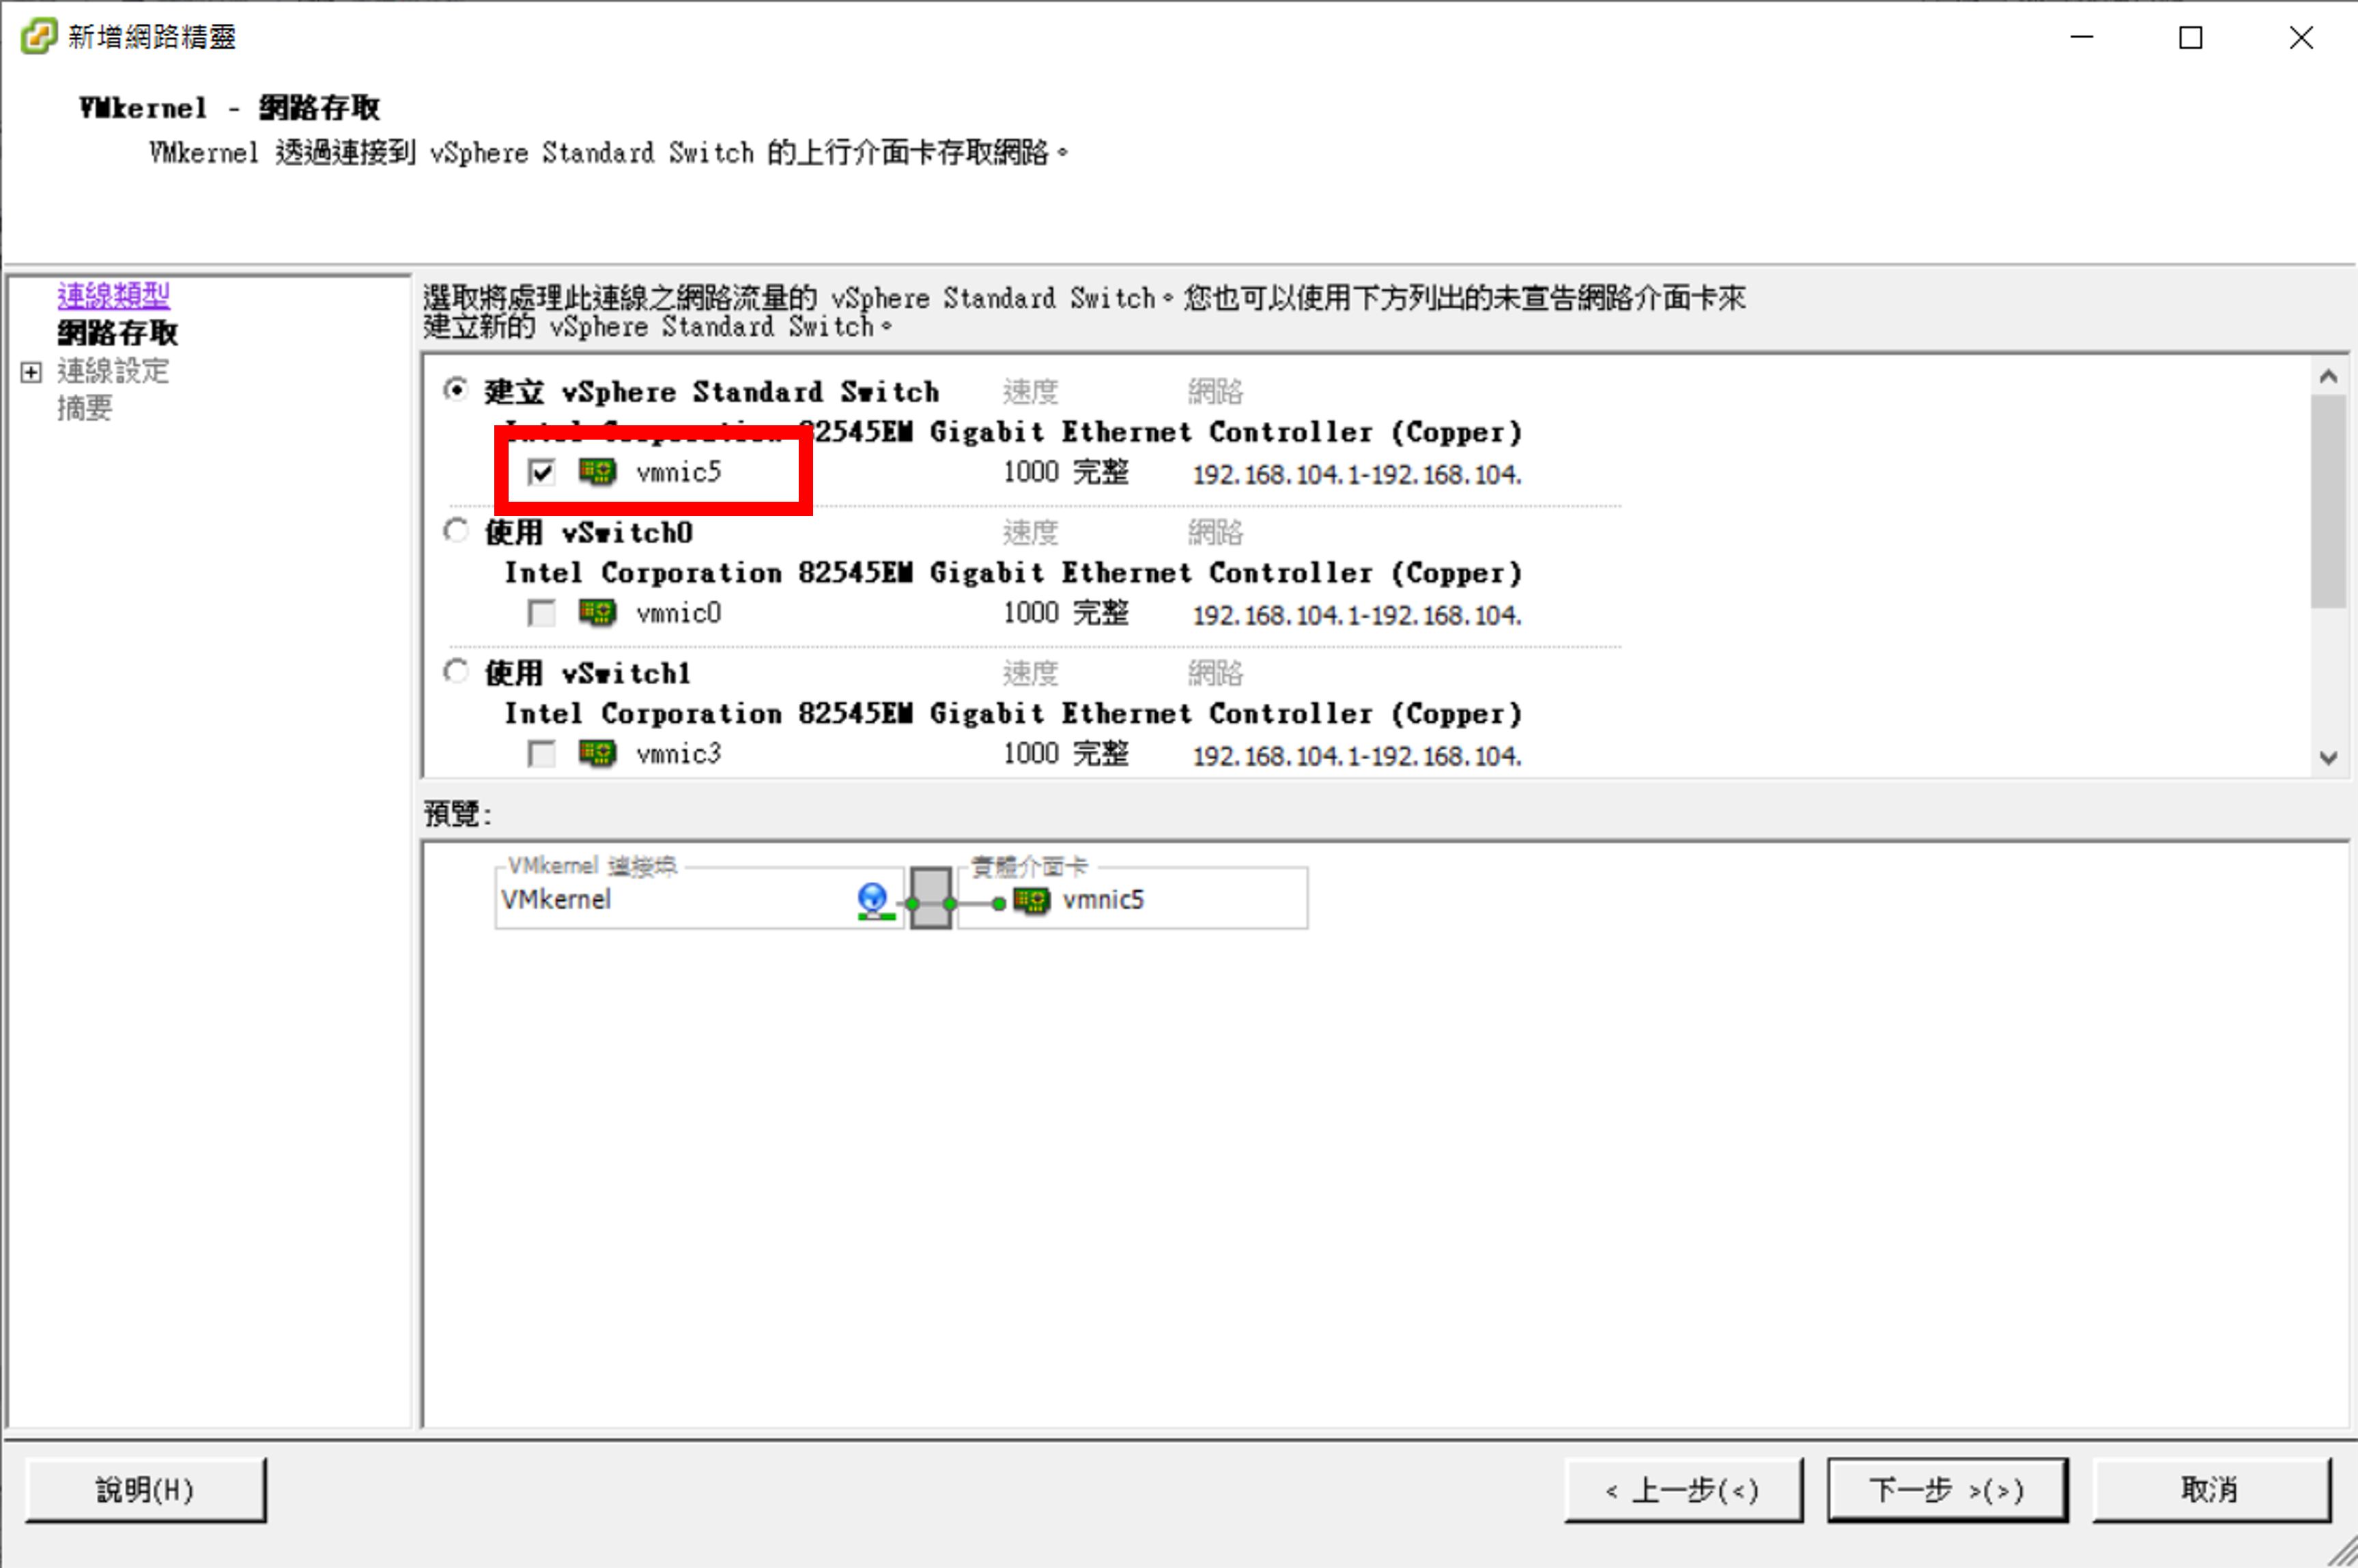 新增網路精靈
VMkernel - 網路存取
VMkernel 透過連接到 vSphere Standard Switch 的上行介面卡存取網路。
連線類型
網路存取
連線設定
摘要
選取將處理此連線之網路流量的 vSphere Standard Switch。您也可以使用下方列出的未宣告網路介面卡來
建立新的 vSphere Standard Switch。
建立 vSphere Standard Switch 速度 網路
Intel Corporation 82545EM Gigabit Ethernet Controller (Copper)
vmnic5 1000 完整 192.168.104.1-192.168.104.
使用 vSwitch0 速度 網路
Intel Corporation 82545EM Gigabit Ethernet Controller (Copper)
vmnic0 1000 完整 192.168.104.1-192.168.104.
使用 vSwitch1 速度 網路
Intel Corporation 82545EM Gigabit Ethernet Controller (Copper)
vmnic3 1000 完整 192.168.104.1-192.168.104.
預覽:
VMkernel 連接埠 實體介面卡
VMkernel vmnic5
說明(H) < 上一步(<) 下一步 >(>) 取消